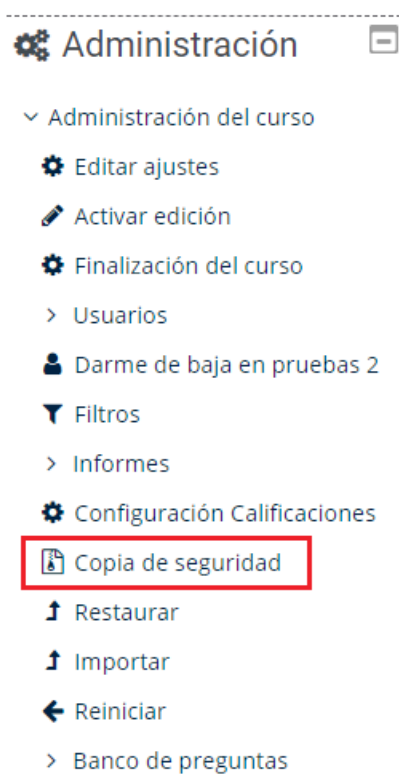 Administración
Administración del curso
Editar ajustes
Activar edición
Finalización del curso
Usuarios
Darme de baja en pruebas 2
Filtros
Informes
Configuración Calificaciones
Copia de seguridad
Restaurar
Importar
Reiniciar
Banco de preguntas